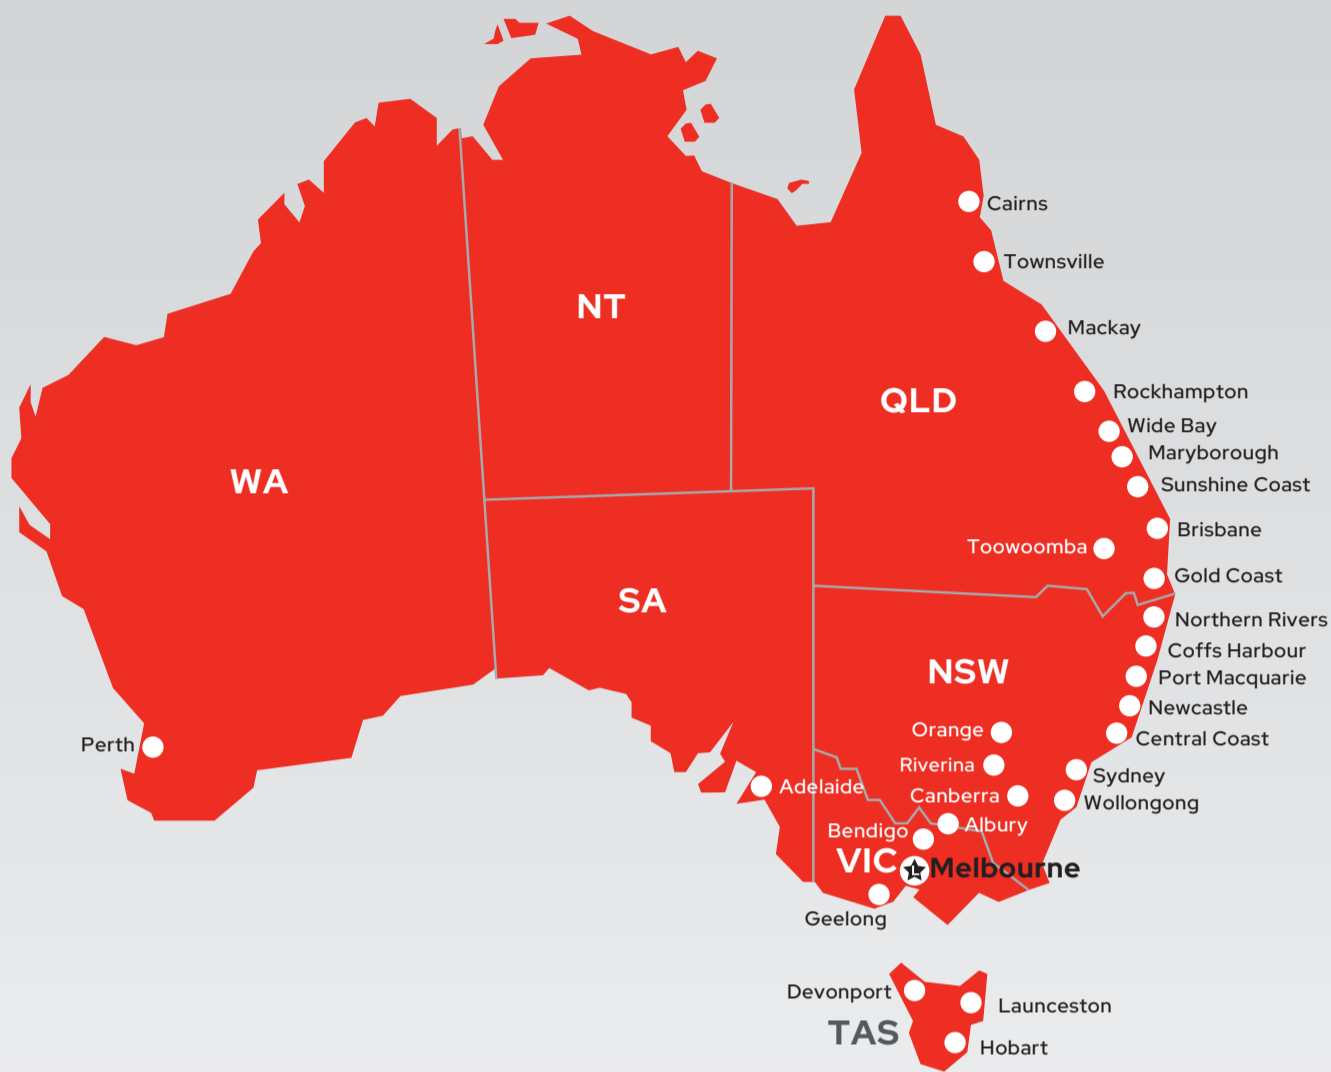 Cairns
Townsville
NT
Mackay
QLD
Rockhampton
Wide Bay
Maryborough
WA
Sunshine Coast
Brisbane
Toowoomba
Gold Coast
SA
Northern Rivers
Coffs Harbour
NSW
Port Macquarie
Newcastle
Orange
Central Coast
Perth
Riverina
Sydney
Adelaide
Canberra
Wollongong
Albury
Bendigo
VIC
L
Melbourne
Geelong
Devonport
Launceston
TAS
Hobart